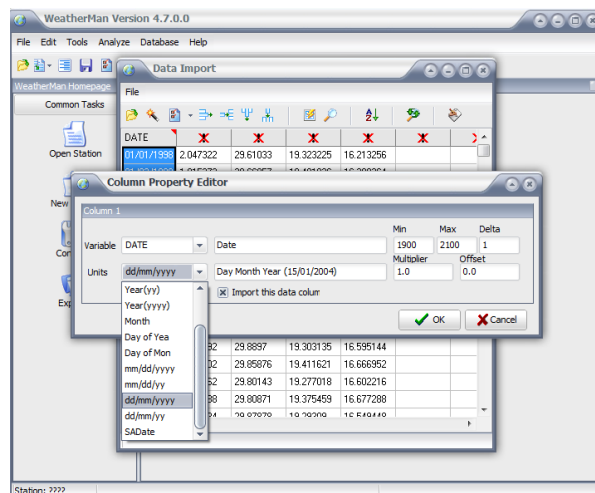 WeatherMan Version 4.7.0.0
File Edit Tools Analyze Database Help
WeatherMan Homepage
Common Tasks
Open Station
Data Import
File
DATE
01/01/1998 2.047322 29.61033 19.323225 16.213256
Column Property Editor
Column 1
Min Max Delta
Variable DATE Date 1900 2100 1
Multiplier Offset
Units dd/mm/yyyy Day Month Year (15/01/2004) 1.0 0.0
Import this data colum
OK Cancel
Year(yy)
Year(yyyy)
Month
Day of Yea
Day of Mon
mm/dd/yyyy
mm/dd/yy
dd/mm/yyyy
dd/mm/yy
SADate
29.8897 19.303135 16.595144
29.85876 19.411621 16.666952
29.80143 19.277018 16.602216
29.80871 19.375459 16.677288
Station: ????